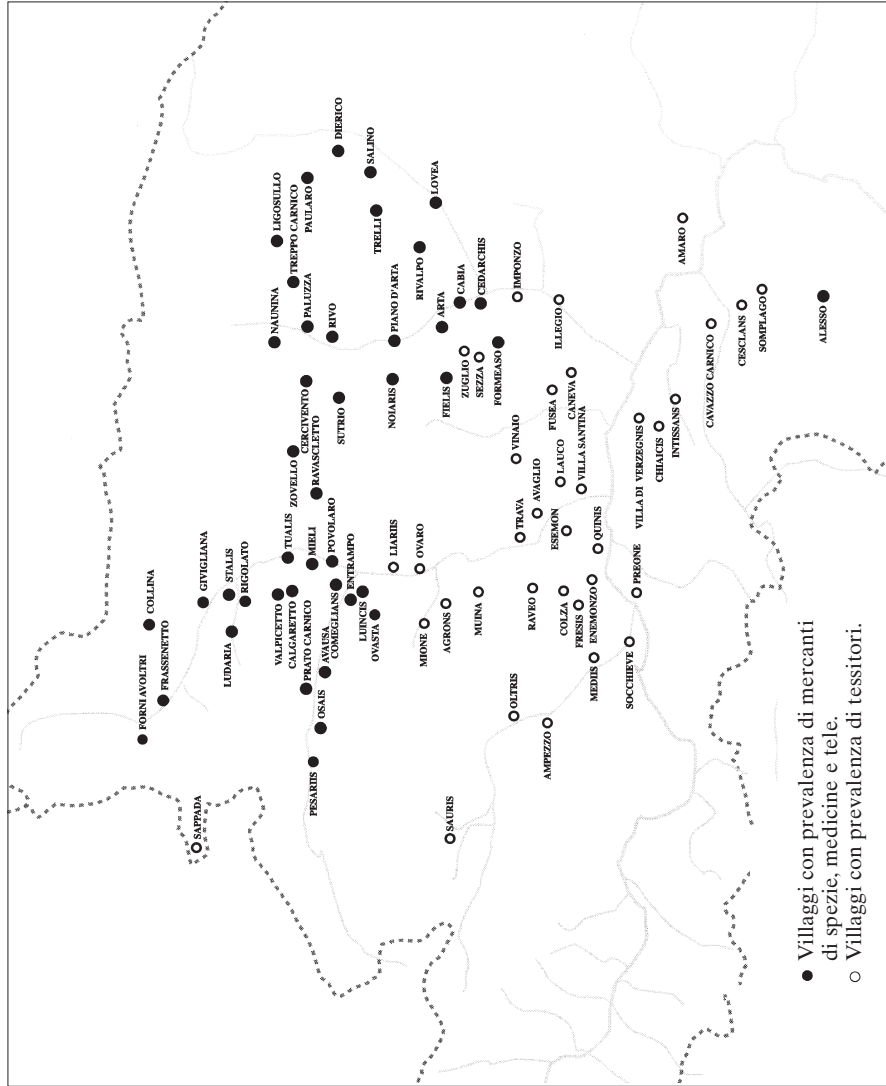 DIERICO
SALINO
LIGOSULLO
TREPPO CARNICO
PAULARO
LOVEA
TRELLI
NAUNINA
PALUZZA
RIVO
RIVALPO
PIANO D'ARTA
ARTA
CABIA
CEDARCHIS
IMPONZO
ILLEGIO
AMARO
CERCIVENTO
SUTRIO
NOIARIS
FIELIS
ZUGLIO
SEZZA
FORMEASO
FUSEA
CANEVA
CAVAZZO CARNICO
CESCLANS
SOMPLAGO
ALESSO
ZOVELLO
RAVASCLETTO
VINAIO
LAUCO
VILLA SANTINA
VILLA DI VERZEGNIS
CHIAICIS
INTISSANS
TUALIS
MIELI
POVOLARO
LIARIIS
OVARO
TRAVA
AVAGLIO
ESEMON
QUINIS
PREONE
COLLINA
GIVIGLIANA
STALIS
RIGOLATO
LUDARIA
VALPICETTO
CALGARETTO
PRATO CARNICO
AVAUSA
COMEGLIANS
ENTRAMPO
LUINCIS
OVASTA
MIONE
AGRONS
MUINA
RAVEO
COLZA
FRESIS
ENEMONZO
MEDIIS
SOCCHIEVE
FORNI AVOLTRI
FRASSENETTO
OSAIS
PESARIIS
OLTRIS
AMPEZZO
SAPPADA
SAURIS
● Villaggi con prevalenza di mercanti
di spezie, medicine e tele.
○ Villaggi con prevalenza di tessitori.